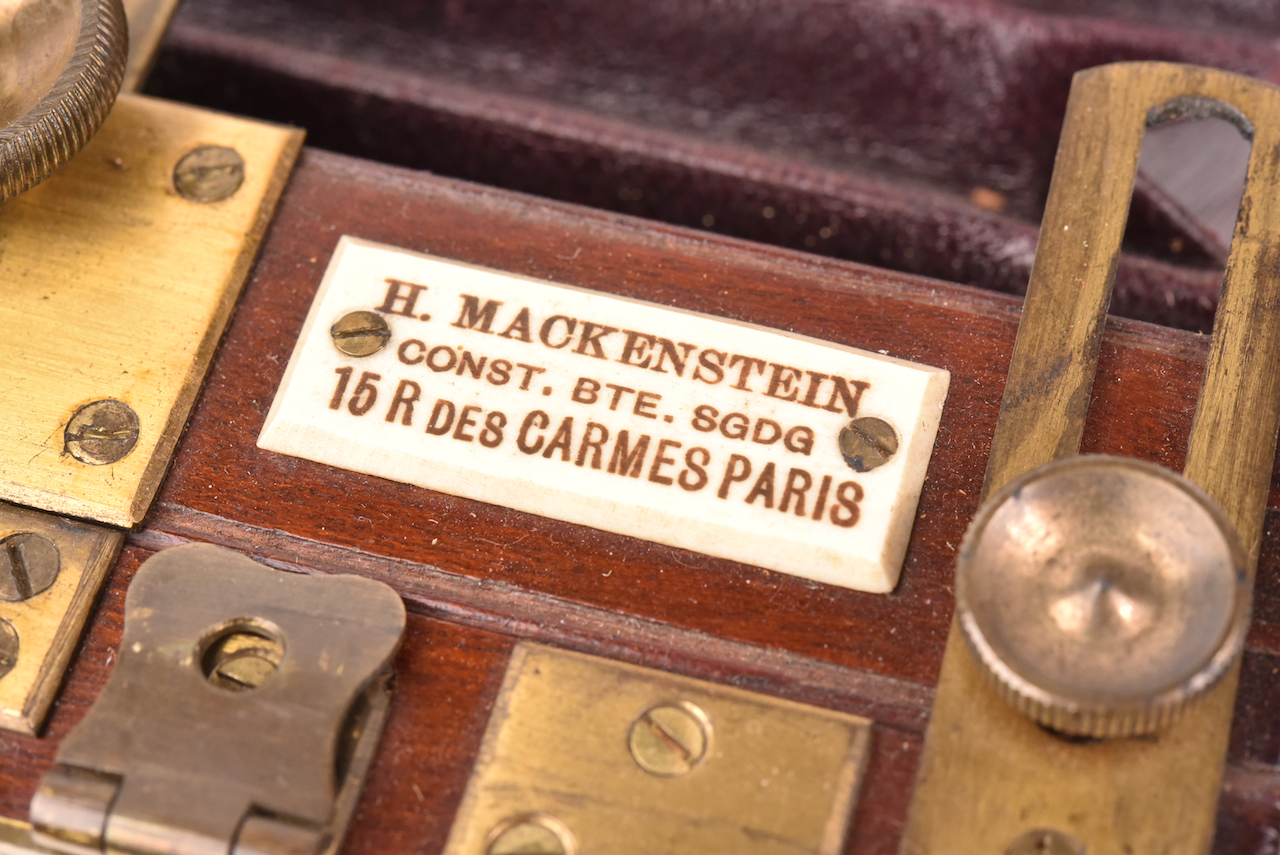 H. MACKENSTEIN
CONST. BTE. SGDG
15 R DES CARMES PARIS